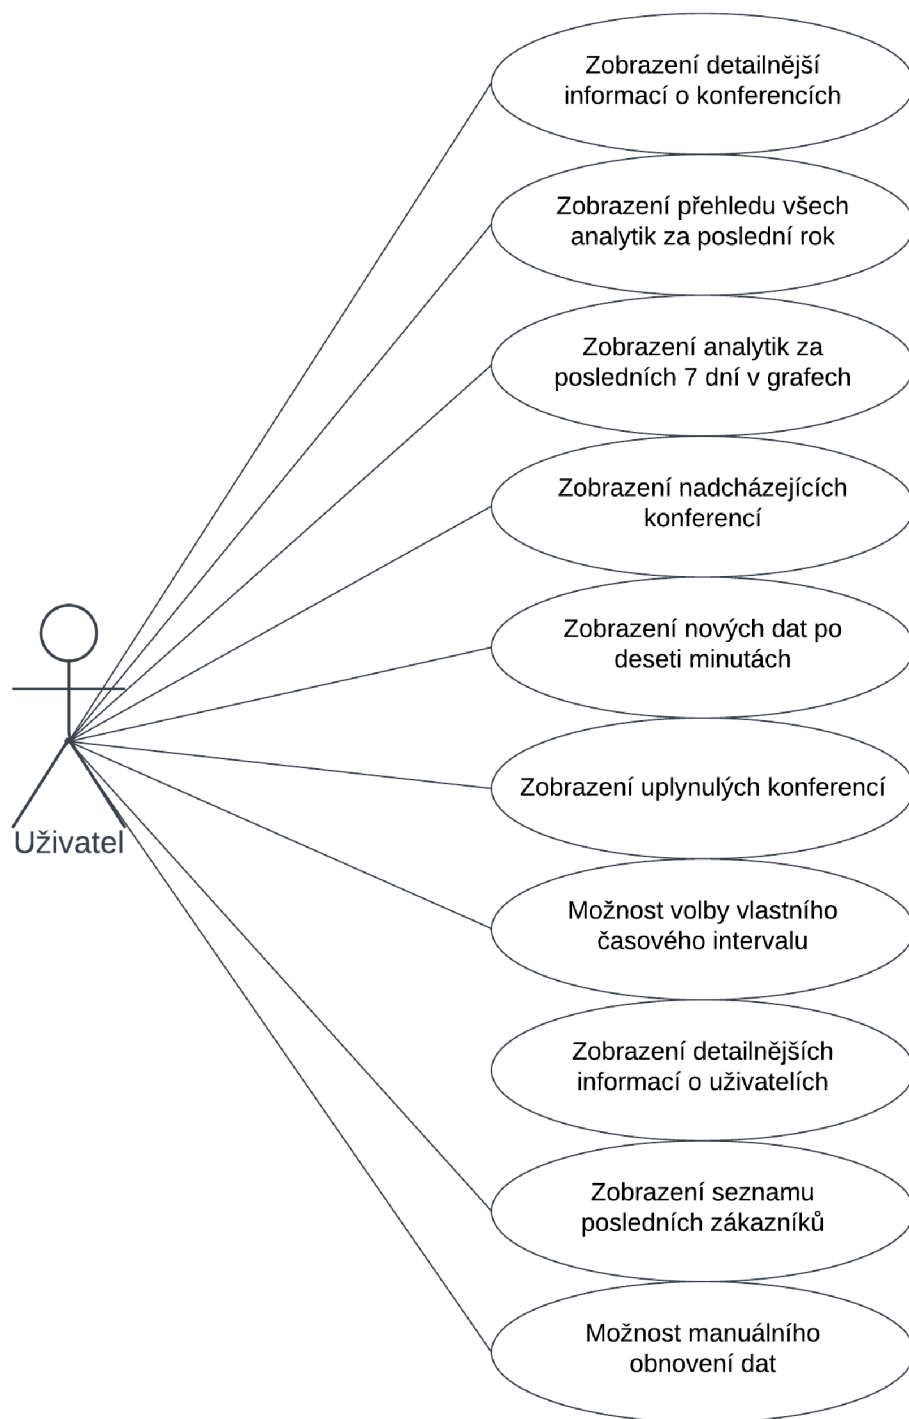 Zobrazení detailnější
informací o konferencích
Zobrazení přehledu všech
analytik za poslední rok
Zobrazení analytik za
posledních 7 dní v grafech
Zobrazení nadcházejících
konferencí
Zobrazení nových dat po
deseti minutách
Zobrazení uplynulých konferencí
Uživatel
Možnost volby vlastního
časového intervalu
Zobrazení detailnějších
informací o uživatelích
Zobrazení seznamu
posledních zákazníků
Možnost manuálního
obnovení dat